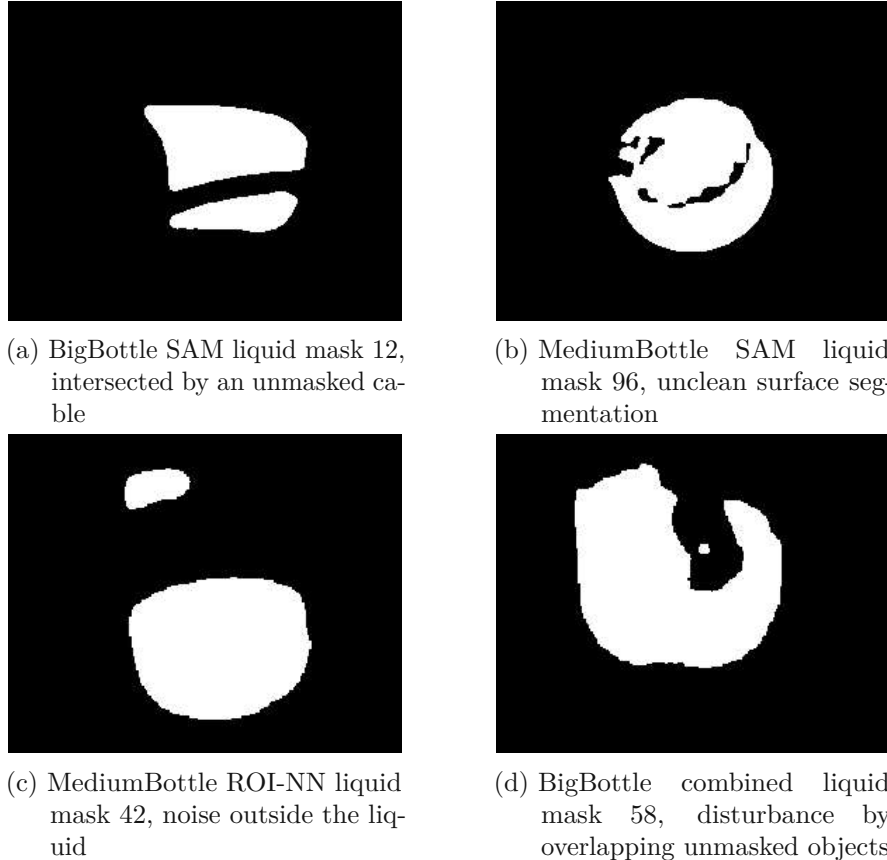 (a) BigBottle SAM liquid mask 12,
intersected by an unmasked ca-
ble
(b) MediumBottle SAM liquid
mask 96, unclean surface seg-
mentation
(c) MediumBottle ROI-NN liquid
mask 42, noise outside the liq-
uid
(d) BigBottle combined liquid
mask 58, disturbance by
overlapping unmasked objects